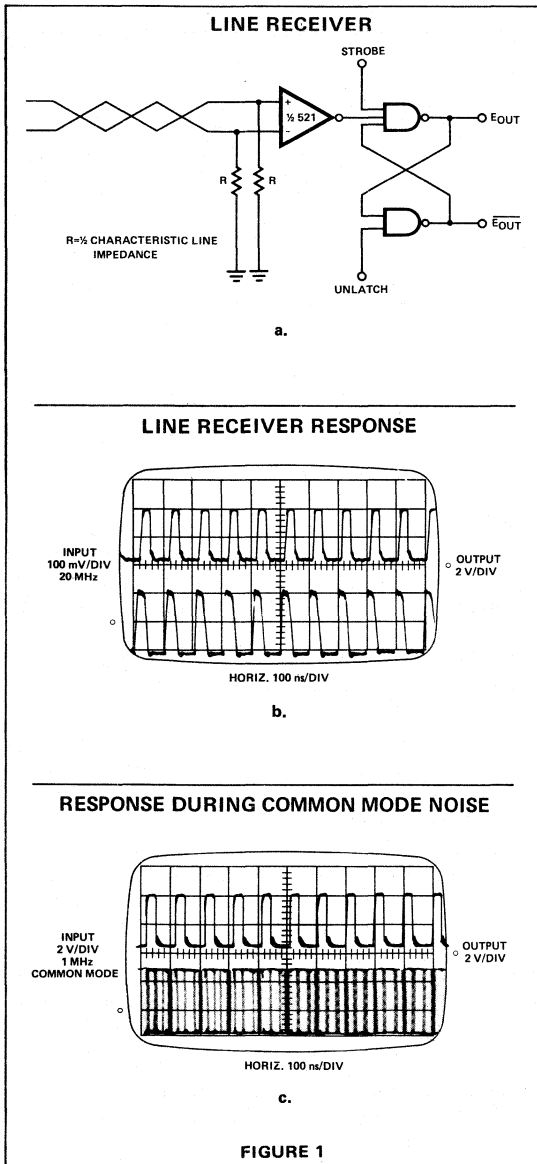 LINE RECEIVER
STROBE
+
½ 521
−
EOUT
R
R
R=½ CHARACTERISTIC LINE
IMPEDANCE
EOUT
UNLATCH
a.
LINE RECEIVER RESPONSE
INPUT
100 mV/DIV
20 MHz
OUTPUT
2 V/DIV
HORIZ. 100 ns/DIV
b.
RESPONSE DURING COMMON MODE NOISE
INPUT
2 V/DIV
1 MHz
COMMON MODE
OUTPUT
2 V/DIV
HORIZ. 100 ns/DIV
c.
FIGURE 1